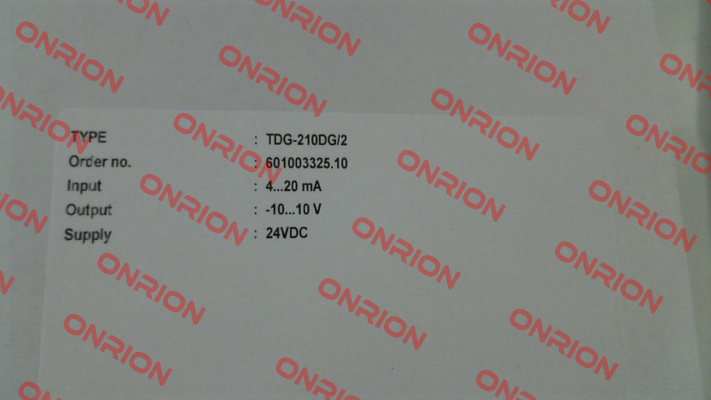 TYPE : TDG-210DG/2
Order no. : 601003325.10
Input : 4...20 mA
Output : -10...10 V
Supply : 24VDC
ONRION